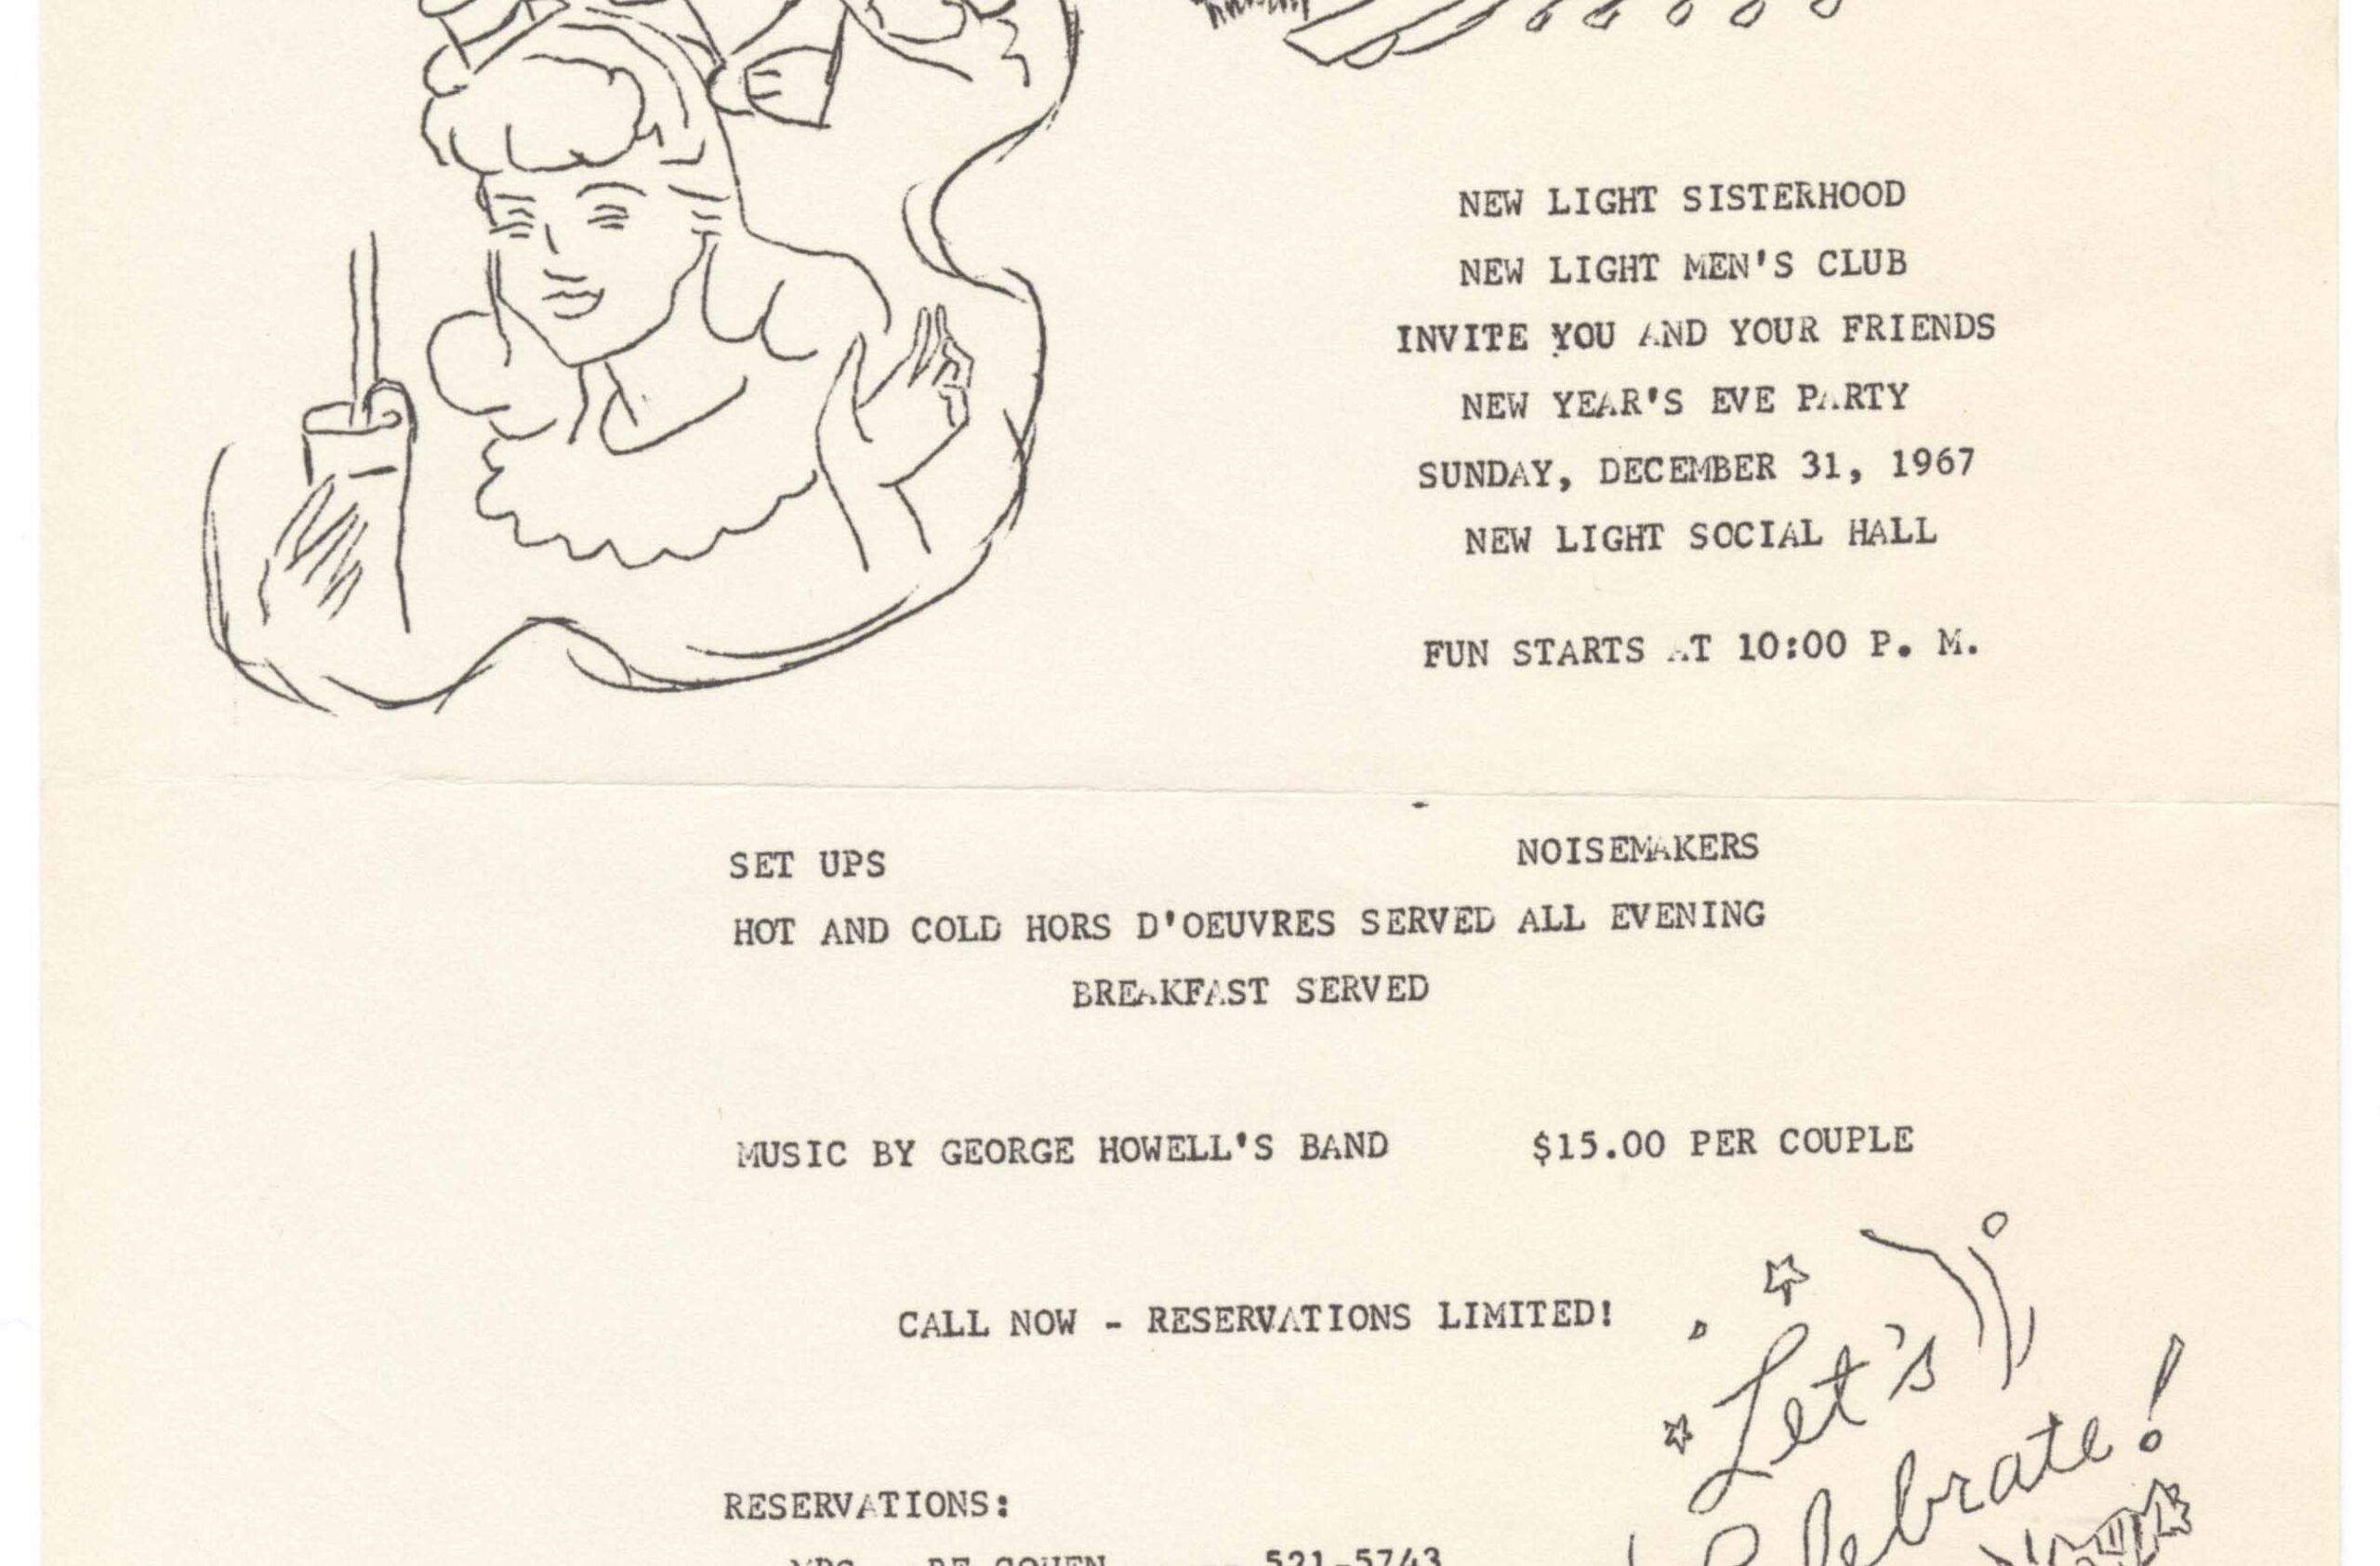 NEW LIGHT SISTERHOOD
NEW LIGHT MEN'S CLUB
INVITE YOU AND YOUR FRIENDS
NEW YEAR'S EVE PARTY
SUNDAY, DECEMBER 31, 1967
NEW LIGHT SOCIAL HALL
FUN STARTS AT 10:00 P. M.
SET UPS NOISEMAKERS
HOT AND COLD HORS D'OEUVRES SERVED ALL EVENING
BREAKFAST SERVED
MUSIC BY GEORGE HOWELL'S BAND $15.00 PER COUPLE
CALL NOW - RESERVATIONS LIMITED!
Let's
Celebrate!
RESERVATIONS:
COHEN 521-5743